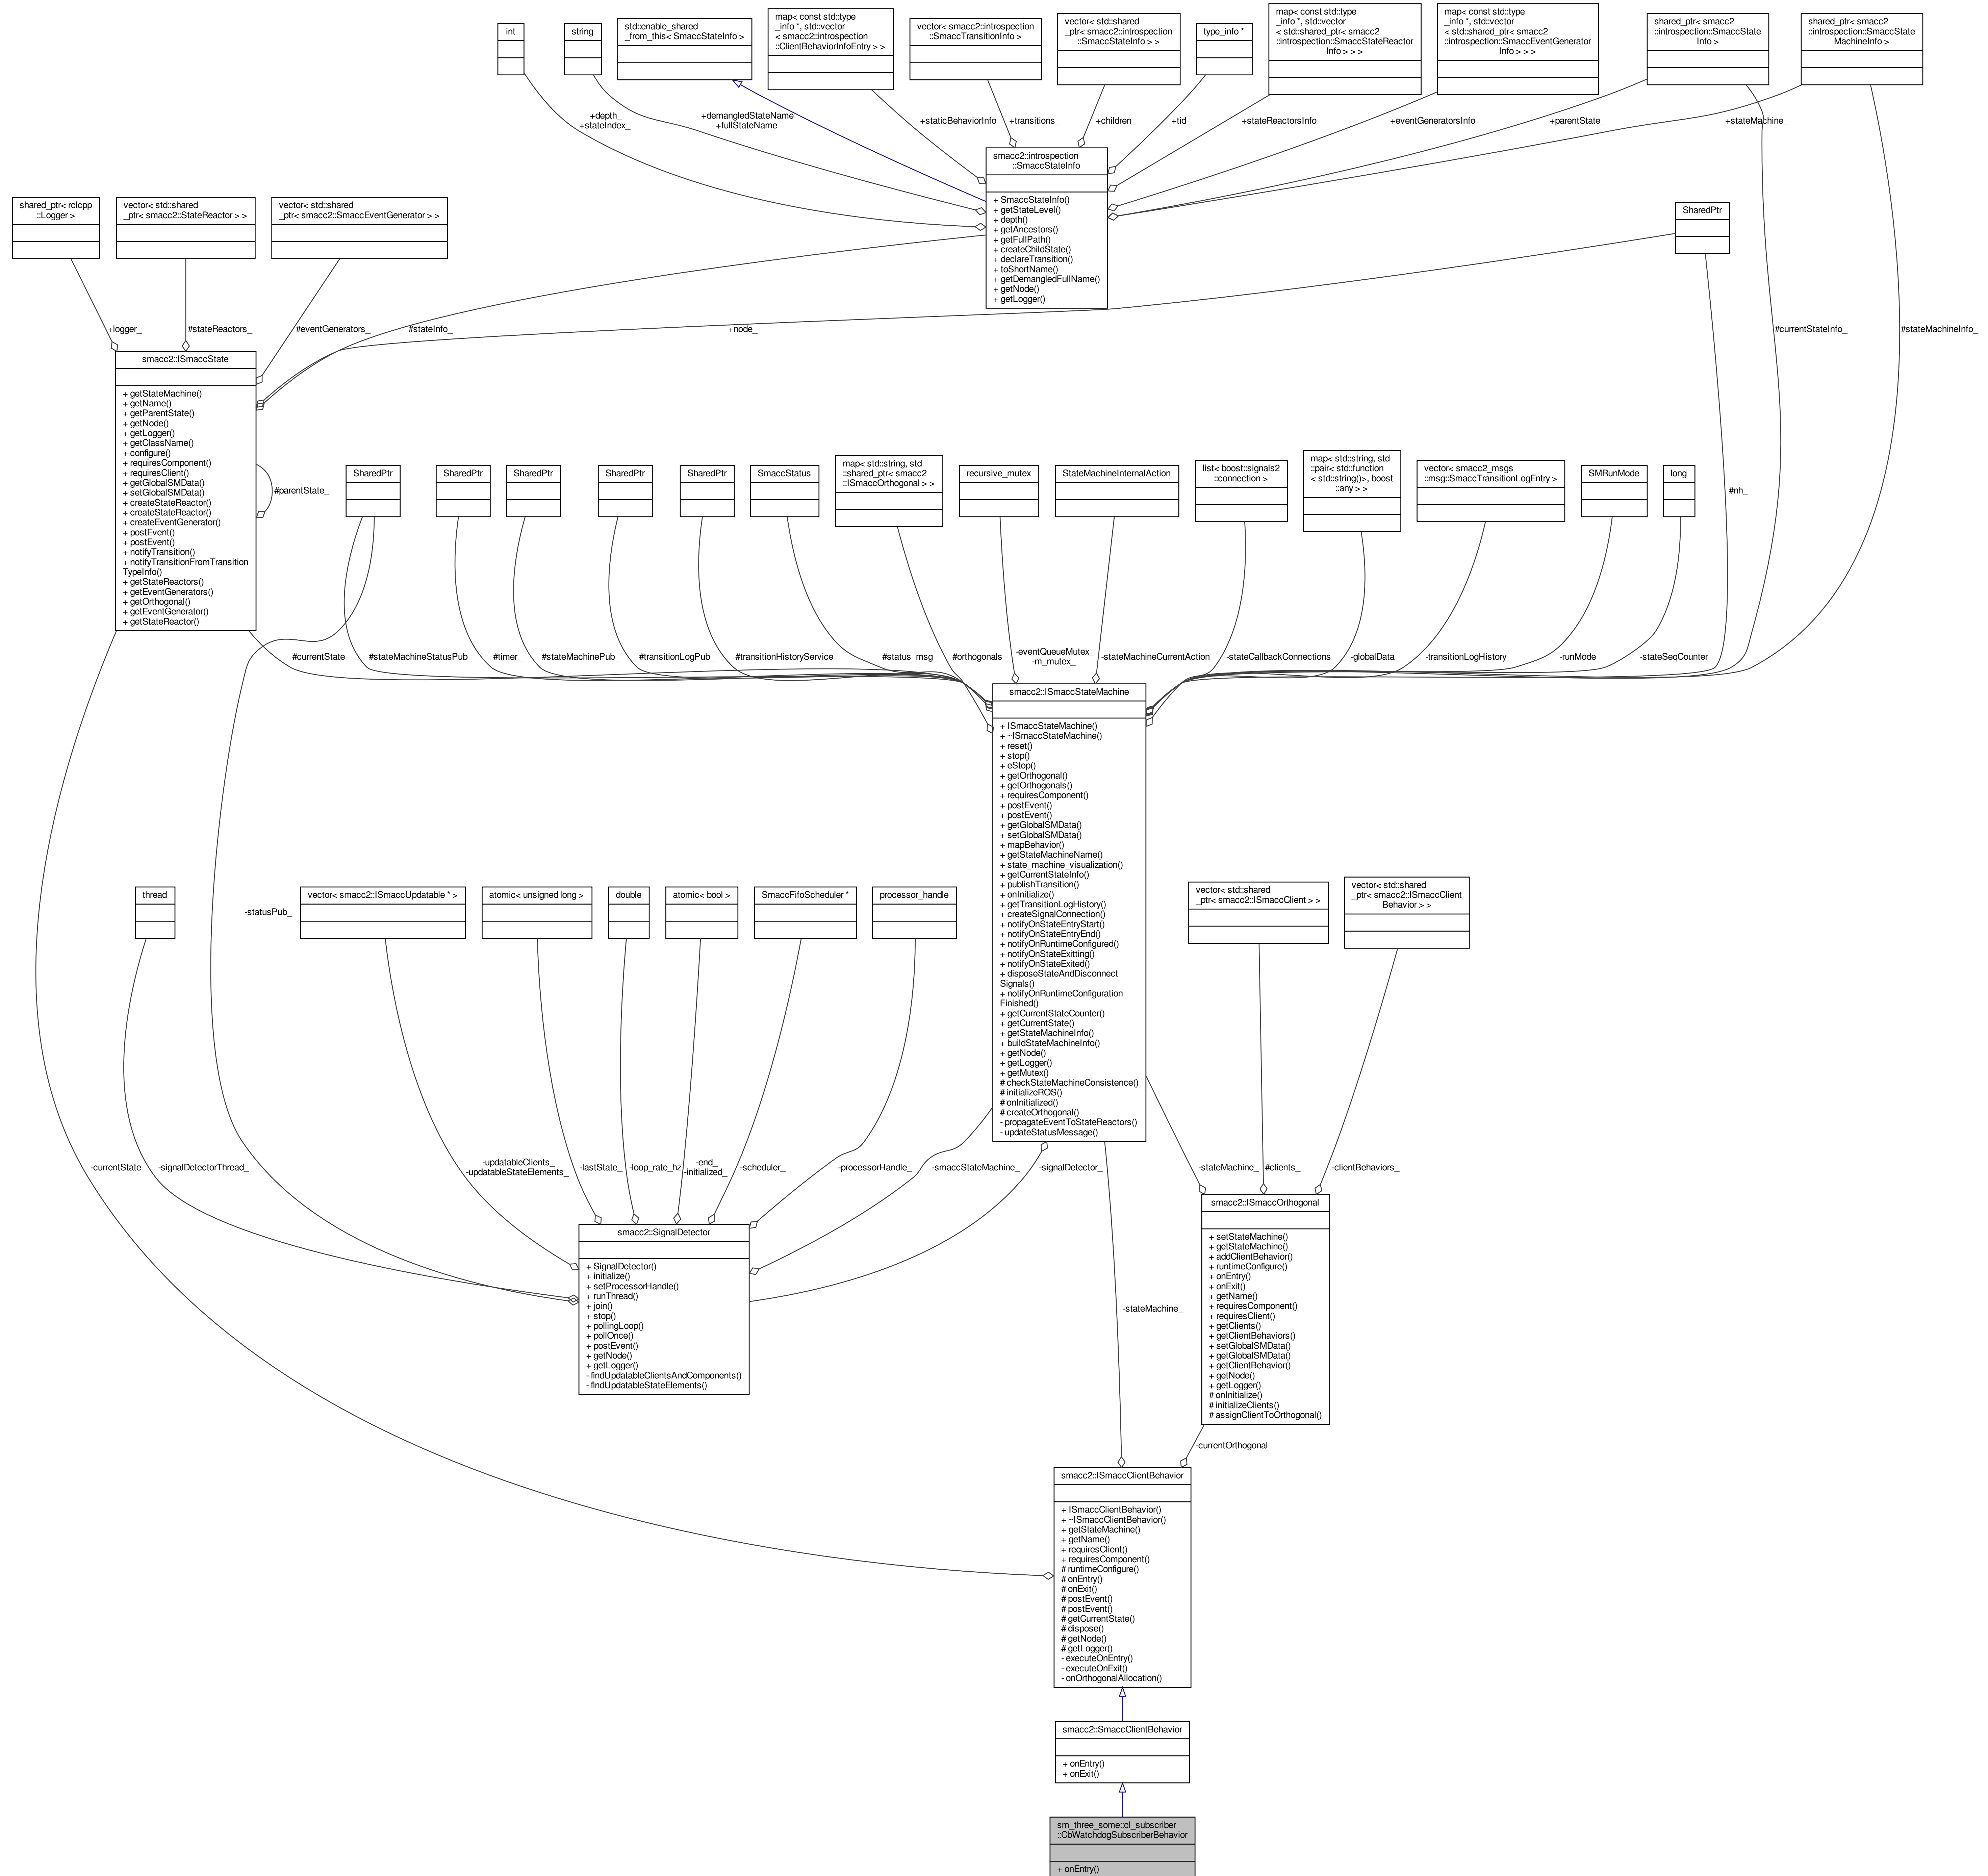 int
string
std::enable_shared
_from_this< SmaccStateInfo >
map< const std::type
_info *, std::vector
< smacc2::introspection
::ClientBehaviorInfoEntry > >
vector< smacc2::introspection
::SmaccTransitionInfo >
vector< std::shared
_ptr< smacc2::introspection
::SmaccStateInfo > >
type_info *
map< const std::type
_info *, std::vector
< std::shared_ptr< smacc2
::introspection::SmaccStateReactor
Info > > >
map< const std::type
_info *, std::vector
< std::shared_ptr< smacc2
::introspection::SmaccEventGenerator
Info > > >
shared_ptr< smacc2
::introspection::SmaccState
Info >
shared_ptr< smacc2
::introspection::SmaccState
MachineInfo >
+depth_
+stateIndex_
+demangledStateName
+fullStateName
+staticBehaviorInfo
+transitions_
+children_
+tid_
+stateReactorsInfo
+eventGeneratorsInfo
+parentState_
+stateMachine_
smacc2::introspection
::SmaccStateInfo
+ SmaccStateInfo()
+ getStateLevel()
+ depth()
+ getAncestors()
+ getFullPath()
+ createChildState()
+ declareTransition()
+ toShortName()
+ getDemangledFullName()
+ getNode()
+ getLogger()
shared_ptr< rclcpp
::Logger >
vector< std::shared
_ptr< smacc2::StateReactor > >
vector< std::shared
_ptr< smacc2::SmaccEventGenerator > >
SharedPtr
+logger_
#stateReactors_
#eventGenerators_
#stateInfo_
+node_
#currentStateInfo_
#stateMachineInfo_
smacc2::ISmaccState
+ getStateMachine()
+ getName()
+ getParentState()
+ getNode()
+ getLogger()
+ getClassName()
+ configure()
+ requiresComponent()
+ requiresClient()
+ getGlobalSMData()
+ setGlobalSMData()
+ createStateReactor()
+ createStateReactor()
+ createEventGenerator()
+ postEvent()
+ postEvent()
+ notifyTransition()
+ notifyTransitionFromTransition
TypeInfo()
+ getStateReactors()
+ getEventGenerators()
+ getOrthogonal()
+ getEventGenerator()
+ getStateReactor()
#parentState_
SharedPtr
SharedPtr
SharedPtr
SharedPtr
SharedPtr
SmaccStatus
map< std::string, std
::shared_ptr< smacc2
::ISmaccOrthogonal > >
recursive_mutex
StateMachineInternalAction
list< boost::signals2
::connection >
map< std::string, std
::pair< std::function
< std::string()>, boost
::any > >
vector< smacc2_msgs
::msg::SmaccTransitionLogEntry >
SMRunMode
long
#nh_
#currentState_
#stateMachineStatusPub_
#timer_
#stateMachinePub_
#transitionLogPub_
#transitionHistoryService_
#status_msg_
#orthogonals_
-eventQueueMutex_
-m_mutex_
-stateMachineCurrentAction
-stateCallbackConnections
-globalData_
-transitionLogHistory_
-runMode_
-stateSeqCounter_
smacc2::ISmaccStateMachine
+ ISmaccStateMachine()
+ ~ISmaccStateMachine()
+ reset()
+ stop()
+ eStop()
+ getOrthogonal()
+ getOrthogonals()
+ requiresComponent()
+ postEvent()
+ postEvent()
+ getGlobalSMData()
+ setGlobalSMData()
+ mapBehavior()
+ getStateMachineName()
+ state_machine_visualization()
+ getCurrentStateInfo()
+ publishTransition()
+ onInitialize()
+ getTransitionLogHistory()
+ createSignalConnection()
+ notifyOnStateEntryStart()
+ notifyOnStateEntryEnd()
+ notifyOnRuntimeConfigured()
+ notifyOnStateExitting()
+ notifyOnStateExited()
+ disposeStateAndDisconnect
Signals()
+ notifyOnRuntimeConfiguration
Finished()
+ getCurrentStateCounter()
+ getCurrentState()
+ getStateMachineInfo()
+ buildStateMachineInfo()
+ getNode()
+ getLogger()
+ getMutex()
# checkStateMachineConsistence()
# initializeROS()
# onInitialized()
# createOrthogonal()
- propagateEventToStateReactors()
- updateStatusMessage()
thread
-statusPub_
vector< smacc2::ISmaccUpdatable * >
atomic< unsigned long >
double
atomic< bool >
SmaccFifoScheduler *
processor_handle
vector< std::shared
_ptr< smacc2::ISmaccClient > >
vector< std::shared
_ptr< smacc2::ISmaccClient
Behavior > >
-currentState
-signalDetectorThread_
-updatableClients_
-updatableStateElements_
-lastState_
-loop_rate_hz
-end_
-initialized_
-scheduler_
-processorHandle_
-smaccStateMachine_
-signalDetector_
-stateMachine_
#clients_
-clientBehaviors_
smacc2::SignalDetector
+ SignalDetector()
+ initialize()
+ setProcessorHandle()
+ runThread()
+ join()
+ stop()
+ pollingLoop()
+ pollOnce()
+ postEvent()
+ getNode()
+ getLogger()
- findUpdatableClientsAndComponents()
- findUpdatableStateElements()
smacc2::ISmaccOrthogonal
+ setStateMachine()
+ getStateMachine()
+ addClientBehavior()
+ runtimeConfigure()
+ onEntry()
+ onExit()
+ getName()
+ requiresComponent()
+ requiresClient()
+ getClients()
+ getClientBehaviors()
+ setGlobalSMData()
+ getGlobalSMData()
+ getClientBehavior()
+ getNode()
+ getLogger()
# onInitialize()
# initializeClients()
# assignClientToOrthogonal()
-stateMachine_
-currentOrthogonal
smacc2::ISmaccClientBehavior
+ ISmaccClientBehavior()
+ ~ISmaccClientBehavior()
+ getStateMachine()
+ getName()
+ requiresClient()
+ requiresComponent()
# runtimeConfigure()
# onEntry()
# onExit()
# postEvent()
# postEvent()
# getCurrentState()
# dispose()
# getNode()
# getLogger()
- executeOnEntry()
- executeOnExit()
- onOrthogonalAllocation()
smacc2::SmaccClientBehavior
+ onEntry()
+ onExit()
sm_three_some::cl_subscriber
::CbWatchdogSubscriberBehavior
+ onEntry()